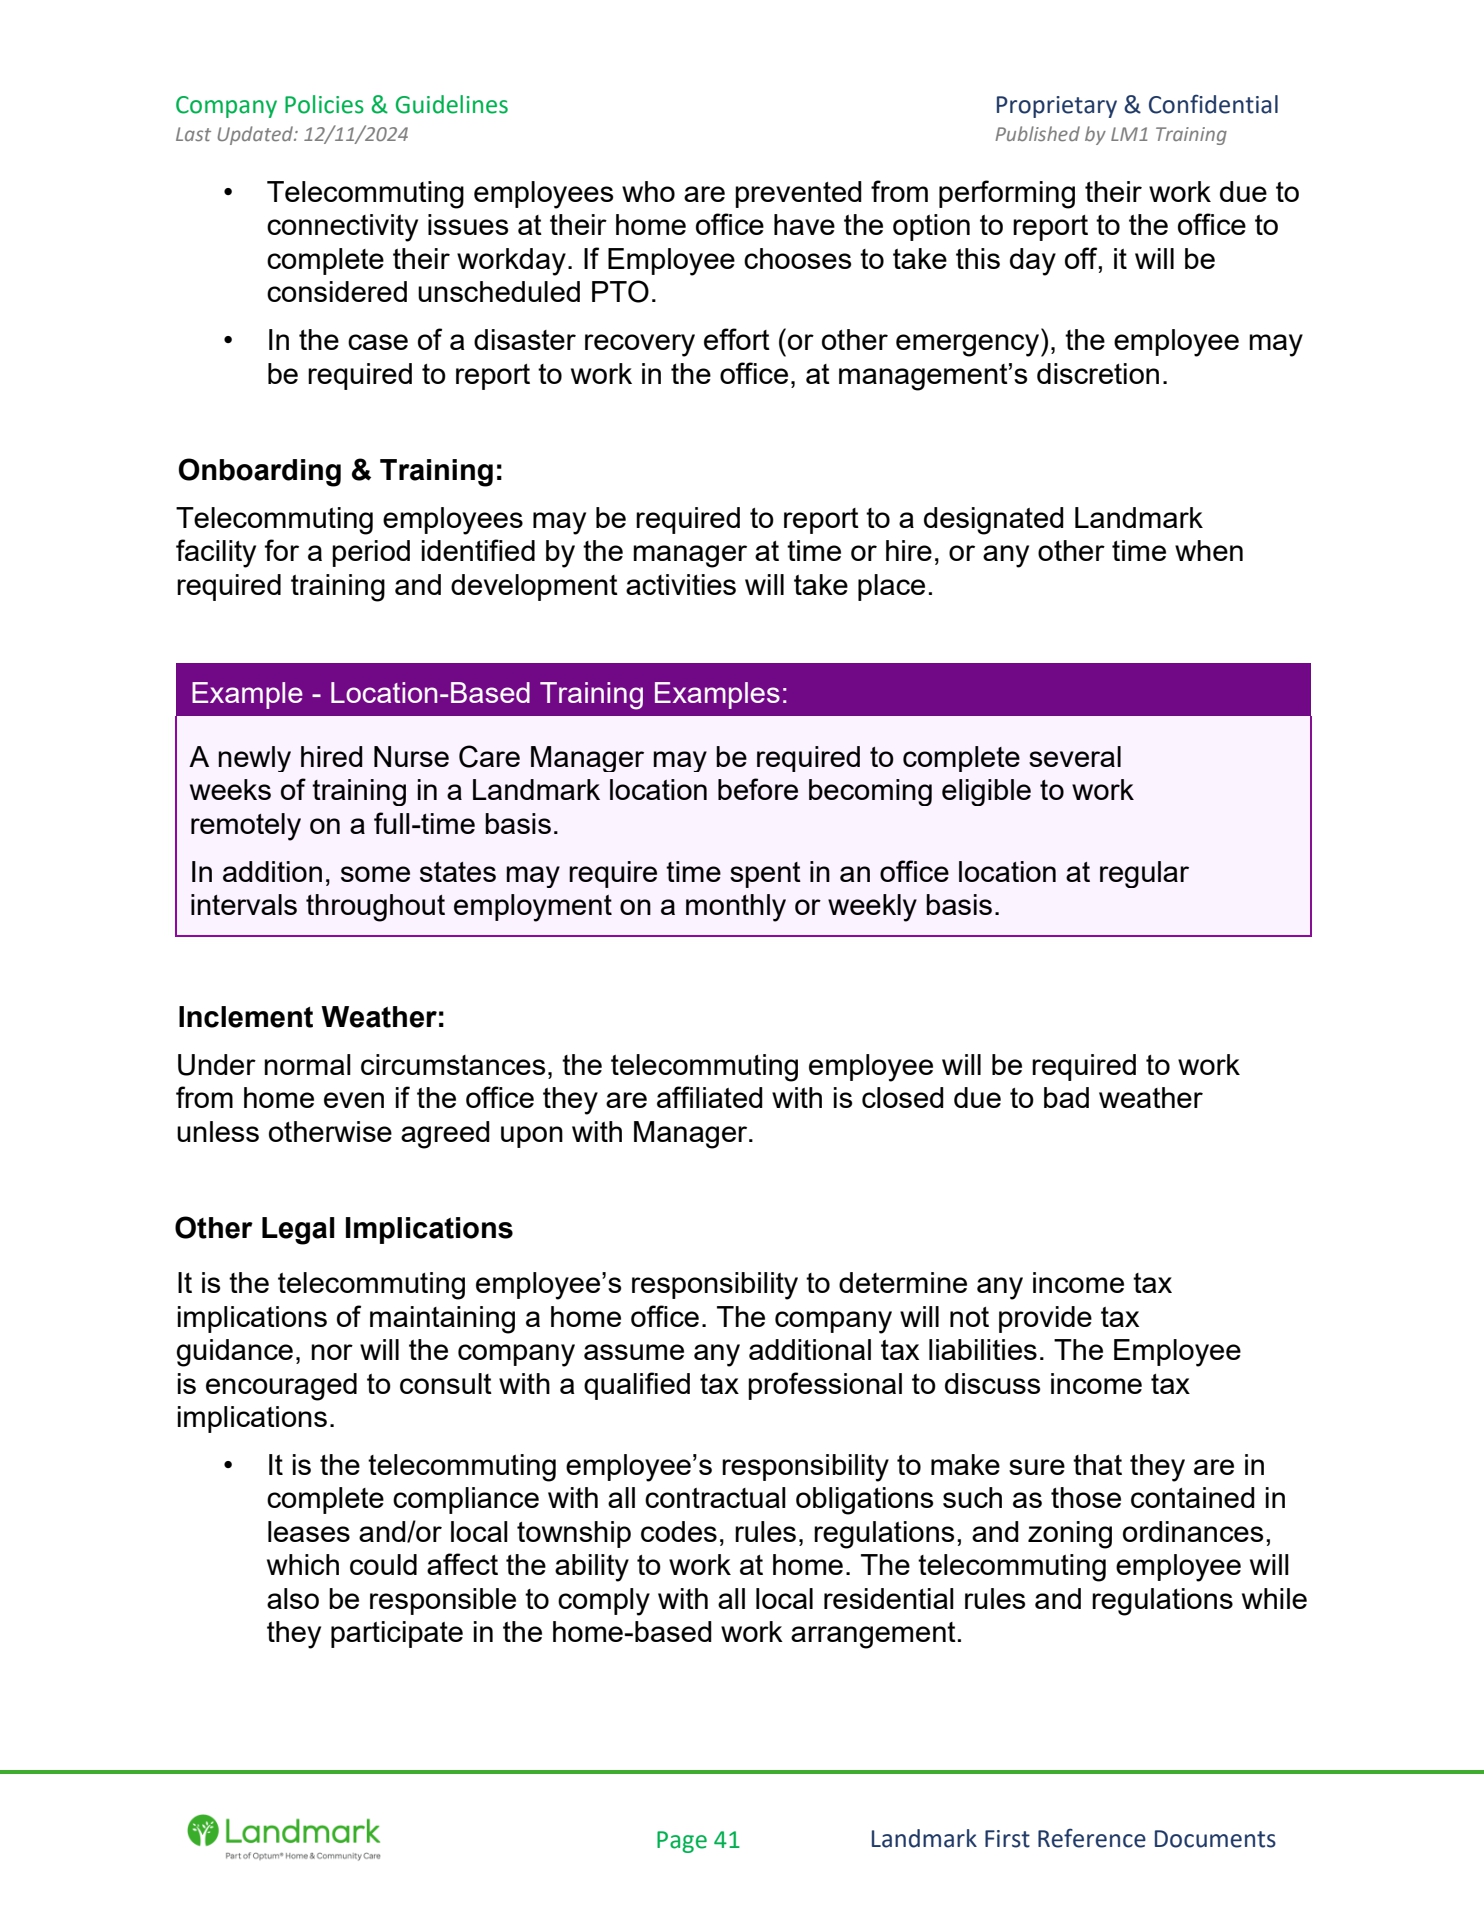 Company Policies & Guidelines
Proprietary & Confidential
Last Updated: 12/11/2024
Published by LM1 Training
• Telecommuting employees who are prevented from performing their work due to
connectivity issues at their home office have the option to report to the office to
complete their workday. If Employee chooses to take this day off, it will be
considered unscheduled PTO.
• In the case of a disaster recovery effort (or other emergency), the employee may
be required to report to work in the office, at management’s discretion.
Onboarding & Training:
Telecommuting employees may be required to report to a designated Landmark
facility for a period identified by the manager at time or hire, or any other time when
required training and development activities will take place.
Example - Location-Based Training Examples:
A newly hired Nurse Care Manager may be required to complete several
weeks of training in a Landmark location before becoming eligible to work
remotely on a full-time basis.
In addition, some states may require time spent in an office location at regular
intervals throughout employment on a monthly or weekly basis.
Inclement Weather:
Under normal circumstances, the telecommuting employee will be required to work
from home even if the office they are affiliated with is closed due to bad weather
unless otherwise agreed upon with Manager.
Other Legal Implications
It is the telecommuting employee’s responsibility to determine any income tax
implications of maintaining a home office. The company will not provide tax
guidance, nor will the company assume any additional tax liabilities. The Employee
is encouraged to consult with a qualified tax professional to discuss income tax
implications.
• It is the telecommuting employee’s responsibility to make sure that they are in
complete compliance with all contractual obligations such as those contained in
leases and/or local township codes, rules, regulations, and zoning ordinances,
which could affect the ability to work at home. The telecommuting employee will
also be responsible to comply with all local residential rules and regulations while
they participate in the home-based work arrangement.
Landmark
Part of Optum® Home & Community Care
Page 41
Landmark First Reference Documents